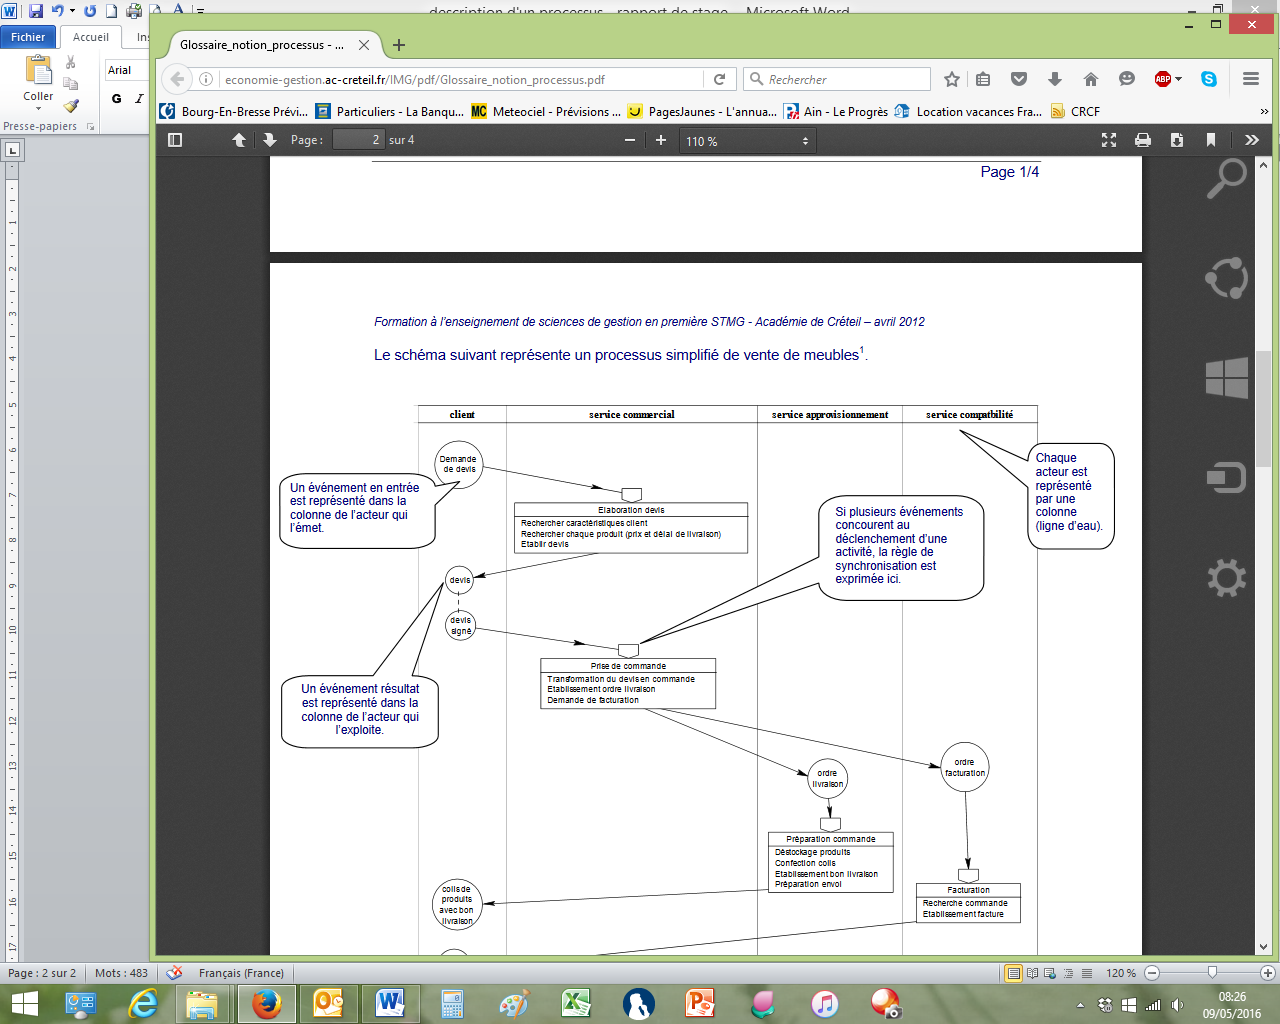 description d'un processus - rapport de stage - Microsoft Word
Fichier
Accueil
Ins
Coller
Arial
G I
Presse-papiers
Glossaire_notion_processus - ...
economie-gestion.ac-creteil.fr/IMG/pdf/Glossaire_notion_processus.pdf
Rechercher
ABP
Bourg-En-Bresse Prévi...
Particuliers - La Banqu...
MC Meteociel - Prévisions ...
PagesJaunes - L'annua...
Ain - Le Progrès
Location vacances Fra...
CRCF
Page :
2
sur 4
110 %
Page 1/4
Formation à l'enseignement de sciences de gestion en première STMG - Académie de Créteil – avril 2012
Le schéma suivant représente un processus simplifié de vente de meubles1.
client
service commercial
service approvisionnement
service compatbilité
Demande
de devis
Un événement en entrée
est représenté dans la
colonne de l'acteur qui
l'émet.
Elaboration devis
Rechercher caractéristiques client
Rechercher chaque produit (prix et délai de livraison)
Etablir devis
Si plusieurs événements
concourent au
déclenchement d'une
activité, la règle de
synchronisation est
exprimée ici.
Chaque
acteur est
représenté
par une
colonne
(ligne d'eau).
devis
devis
signé
Prise de commande
Transformation du devis en commande
Etablissement ordre livraison
Demande de facturation
Un événement résultat
est représenté dans la
colonne de l'acteur qui
l'exploite.
ordre
livraison
ordre
facturation
Préparation commande
Déstockage produits
Confection colis
Etablissement bon livraison
Préparation envoi
Facturation
Recherche commande
Etablissement facture
colis de
produits
avec bon
livraison
Page : 2 sur 2
Mots : 483
Français (France)
120 %
08:26
09/05/2016